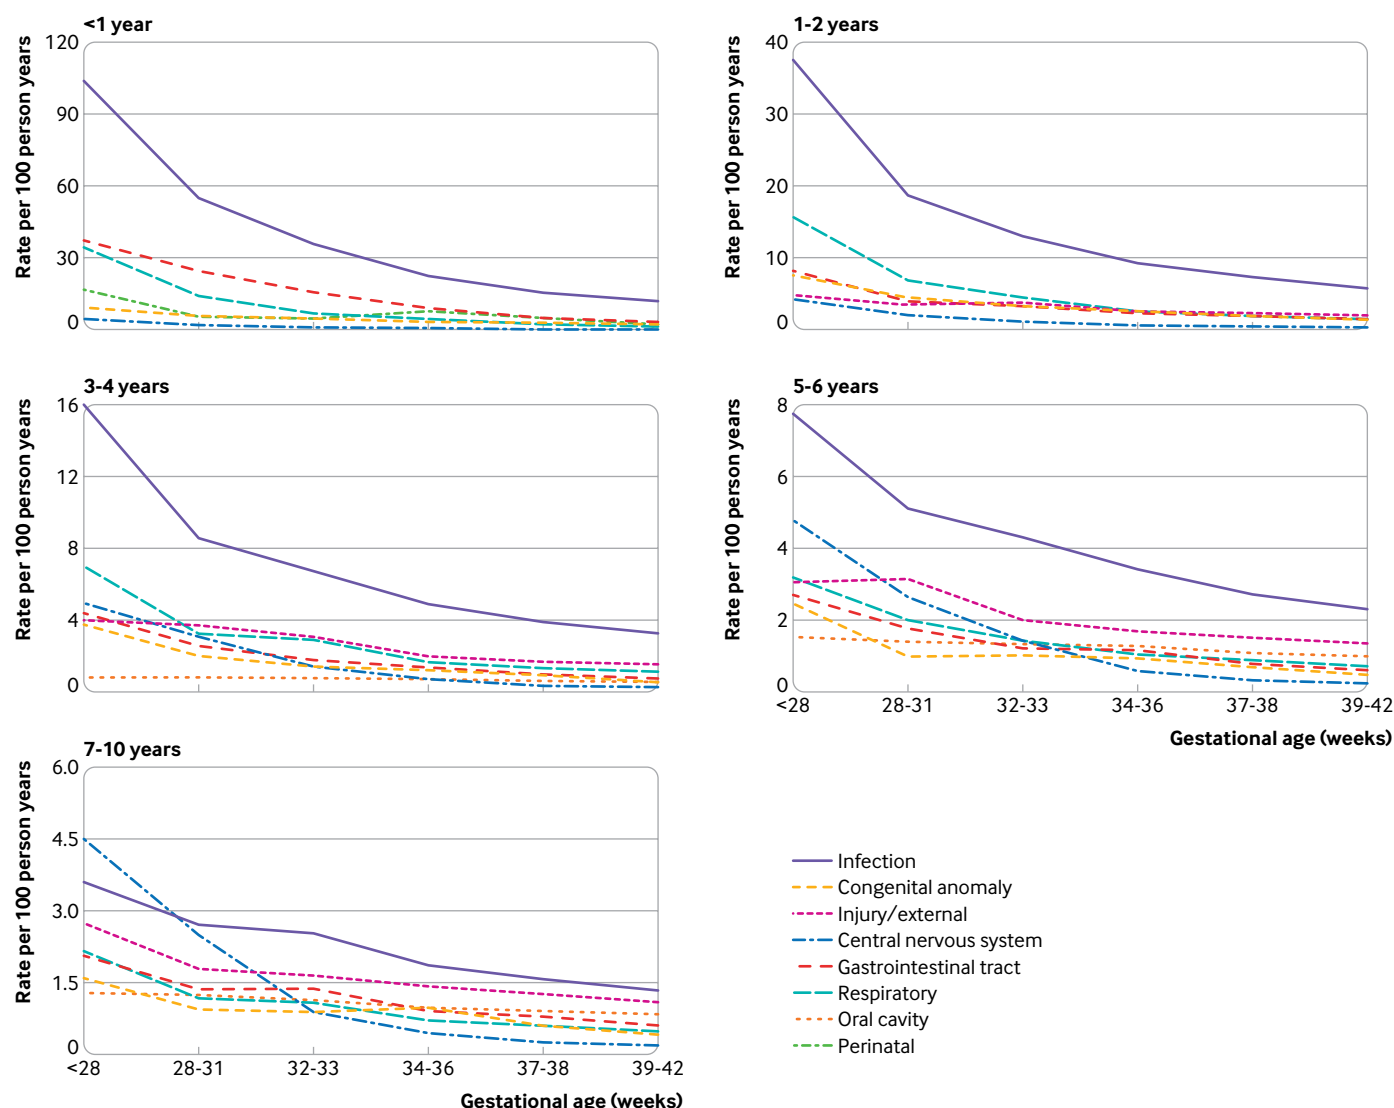 <1 year
Rate per 100 person years
120
90
60
30
0
1-2 years
Rate per 100 person years
40
30
20
10
0
3-4 years
Rate per 100 person years
16
12
8
4
0
5-6 years
Rate per 100 person years
8
6
4
2
0
<28 28-31 32-33 34-36 37-38 39-42
Gestational age (weeks)
7-10 years
Rate per 100 person years
6.0
4.5
3.0
1.5
0
<28 28-31 32-33 34-36 37-38 39-42
Gestational age (weeks)
Infection
Congenital anomaly
Injury/external
Central nervous system
Gastrointestinal tract
Respiratory
Oral cavity
Perinatal